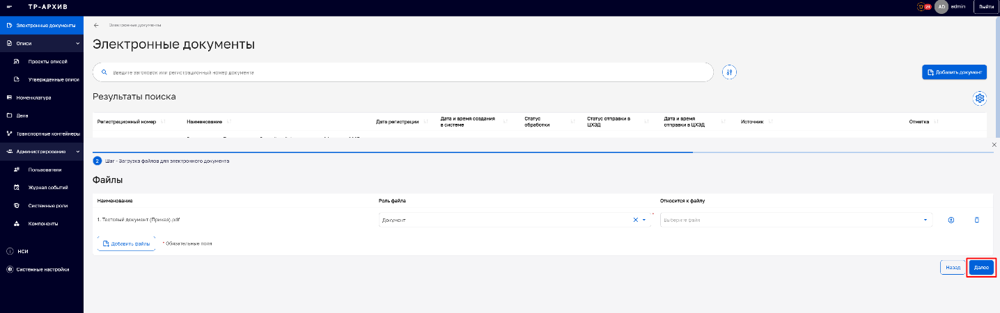 ТР-АРХИВ
24
AD
admin
Выйти
Электронные документы
Описи
Проекты описей
Утвержденные описи
Номенклатура
Дела
Транспортные контейнеры
Администрирование
Пользователи
Журнал событий
Системные роли
Компоненты
НСИ
Системные настройки
Электронные документы
Электронные документы
Введите заголовок или регистрационный номер документа
Добавить документ
Результаты поиска
Регистрационный номер
Наименование
Дата регистрации
Дата и время создания
в системе
Статус
обработки
Статус отправки в
ЦХЭД
Дата и время
отправки в ЦХЭД
Источник
Отметка
2 Шаг - Загрузка файлов для электронного документа
Файлы
Наименование
Роль файла
Относится к файлу
1. Тестовый документ (Приказ).pdf
Документ
*
Выберите файл
Добавить файлы
* Обязательные поля
Назад
Далее